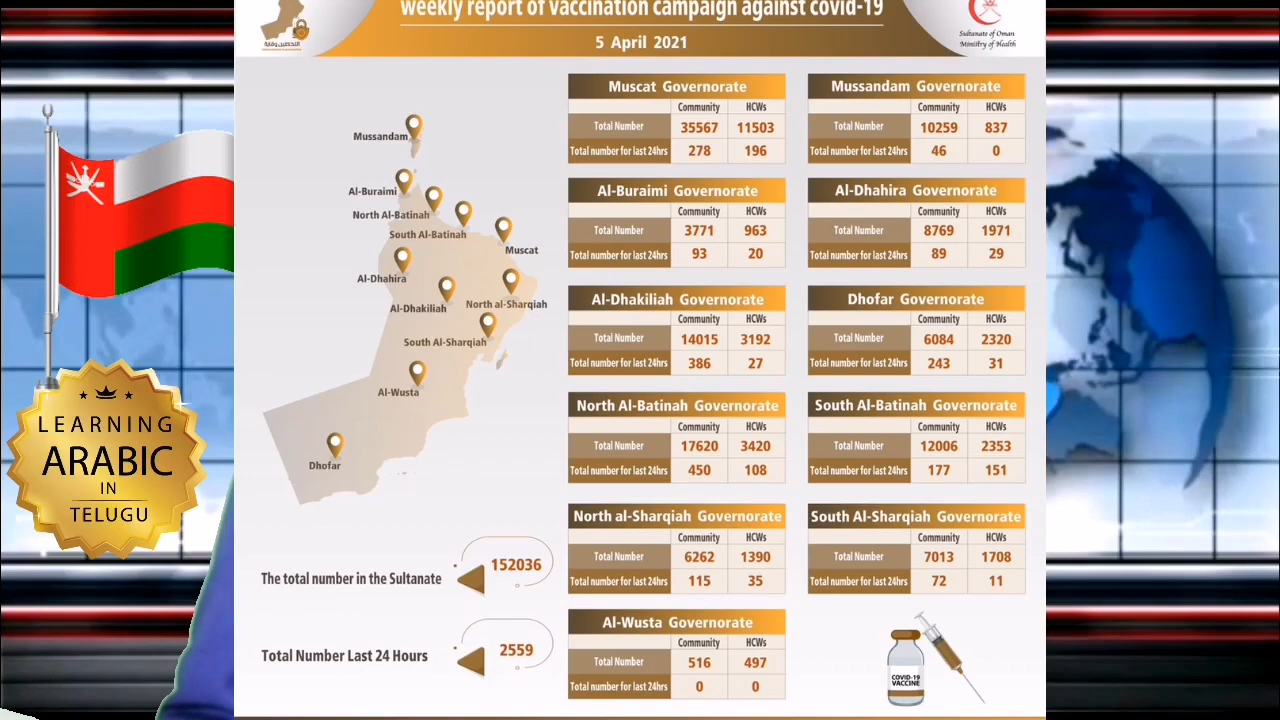 weekly report of vaccination campaign against covid-19
5 April 2021
التحصين وقاية
Sultanate of Oman
Ministry of Health
Mussandam
Al-Buraimi
North Al-Batinah
South Al-Batinah
Muscat
Al-Dhahira
Al-Dhakiliah
North al-Sharqiah
South Al-Sharqiah
Al-Wusta
Dhofar
The total number in the Sultanate 152036
Total Number Last 24 Hours 2559
Muscat Governorate
Community HCWs
Total Number 35567 11503
Total number for last 24hrs 278 196
Mussandam Governorate
Community HCWs
Total Number 10259 837
Total number for last 24hrs 46 0
Al-Buraimi Governorate
Community HCWs
Total Number 3771 963
Total number for last 24hrs 93 20
Al-Dhahira Governorate
Community HCWs
Total Number 8769 1971
Total number for last 24hrs 89 29
Al-Dhakiliah Governorate
Community HCWs
Total Number 14015 3192
Total number for last 24hrs 386 27
Dhofar Governorate
Community HCWs
Total Number 6084 2320
Total number for last 24hrs 243 31
North Al-Batinah Governorate
Community HCWs
Total Number 17620 3420
Total number for last 24hrs 450 108
South Al-Batinah Governorate
Community HCWs
Total Number 12006 2353
Total number for last 24hrs 177 151
North al-Sharqiah Governorate
Community HCWs
Total Number 6262 1390
Total number for last 24hrs 115 35
South Al-Sharqiah Governorate
Community HCWs
Total Number 7013 1708
Total number for last 24hrs 72 11
Al-Wusta Governorate
Community HCWs
Total Number 516 497
Total number for last 24hrs 0 0
COVID-19
VACCINE
LEARNING
ARABIC
IN
TELUGU